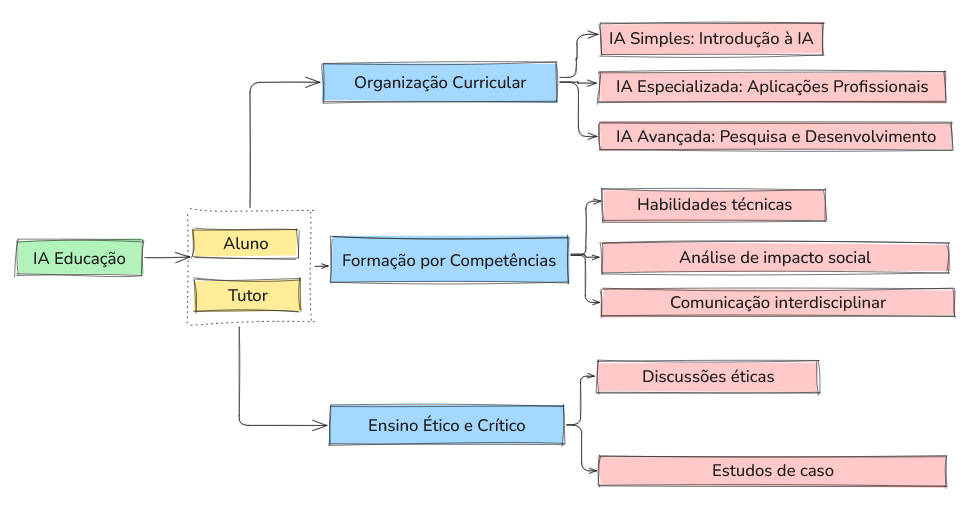 IA Educação
Aluno
Tutor
Organização Curricular
IA Simples: Introdução à IA
IA Especializada: Aplicações Profissionais
IA Avançada: Pesquisa e Desenvolvimento
Formação por Competências
Habilidades técnicas
Análise de impacto social
Comunicação interdisciplinar
Ensino Ético e Crítico
Discussões éticas
Estudos de caso